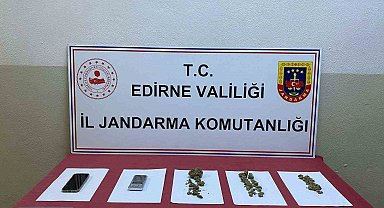 T.C.
EDİRNE VALİLİĞİ
İL JANDARMA KOMUTANLIĞI